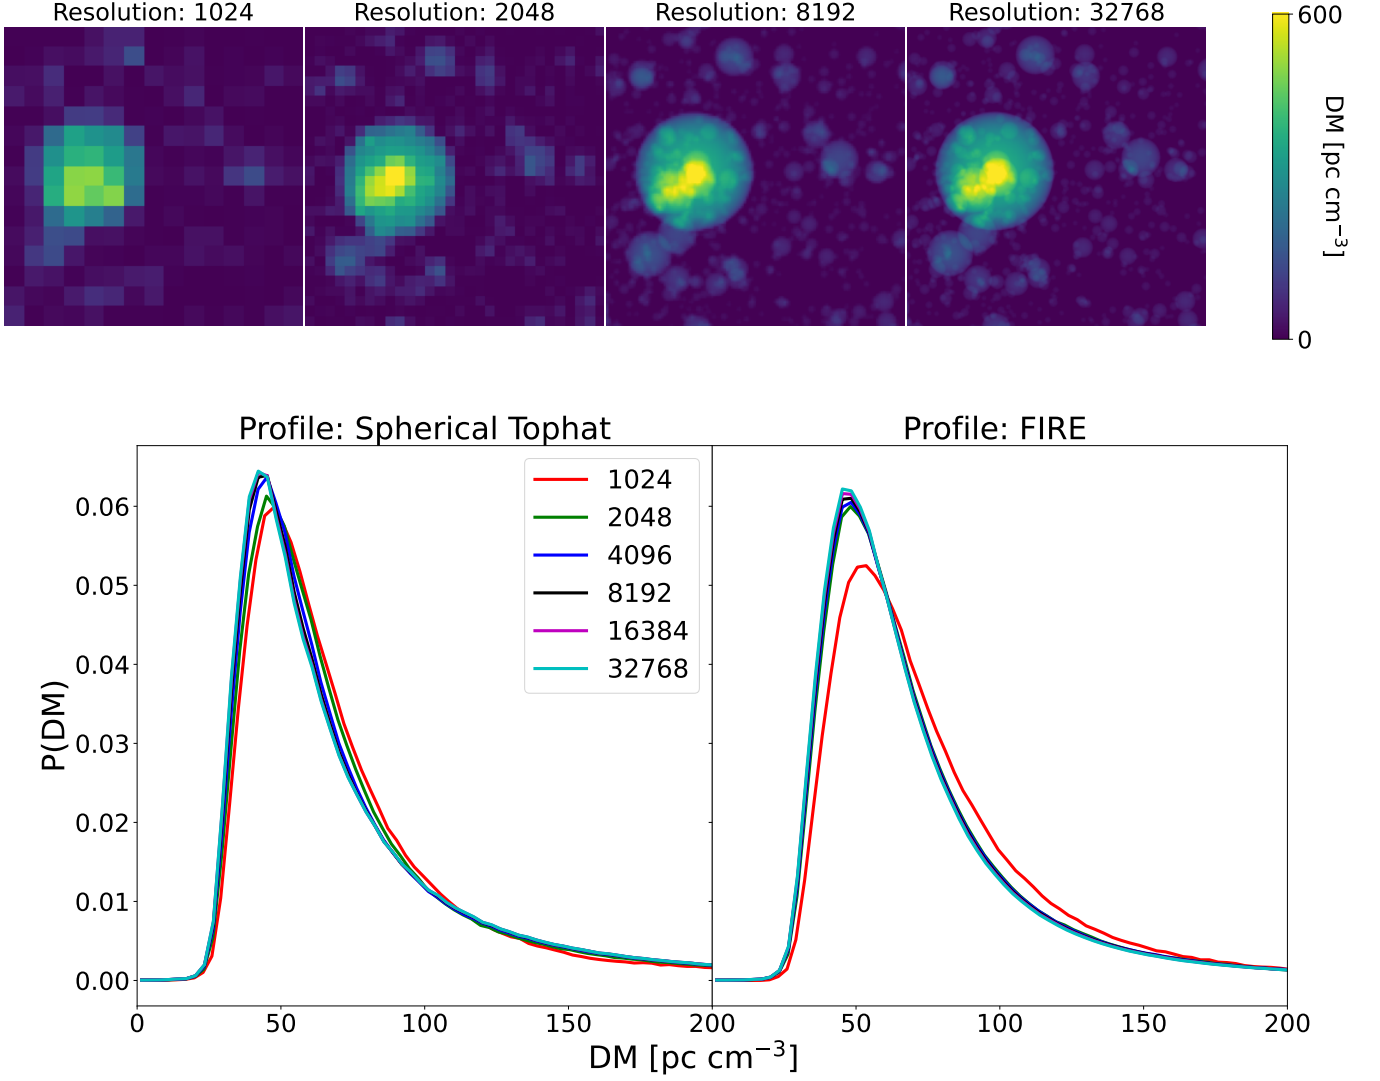 Resolution: 1024
Resolution: 2048
Resolution: 8192
Resolution: 32768
600
DM [pc cm−3]
0
Profile: Spherical Tophat
Profile: FIRE
1024
2048
4096
8192
16384
32768
P(DM)
0.06
0.05
0.04
0.03
0.02
0.01
0.00
0
50
100
150
200
50
100
150
200
DM [pc cm−3]